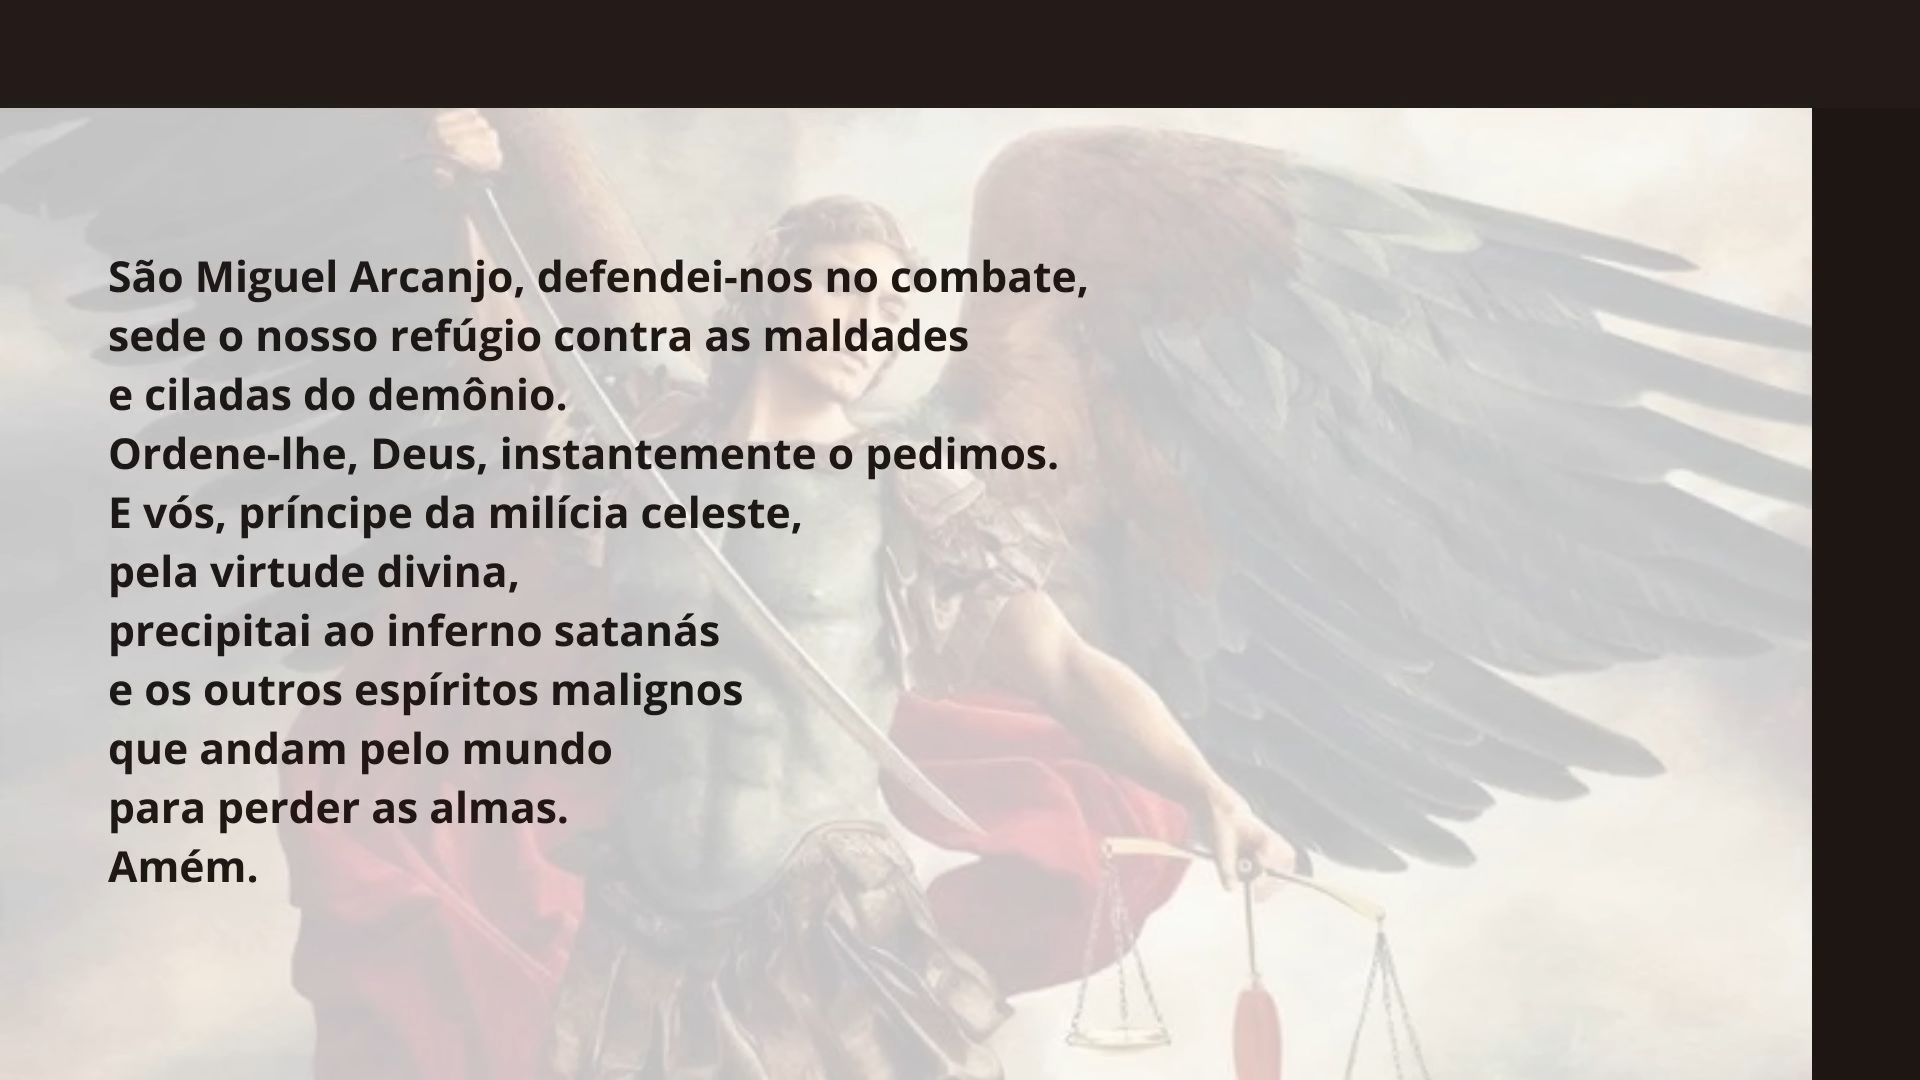 São Miguel Arcanjo, defendei-nos no combate,
sede o nosso refúgio contra as maldades
e ciladas do demônio.
Ordene-lhe, Deus, instantemente o pedimos.
E vós, príncipe da milícia celeste,
pela virtude divina,
precipitai ao inferno satanás
e os outros espíritos malignos
que andam pelo mundo
para perder as almas.
Amém.